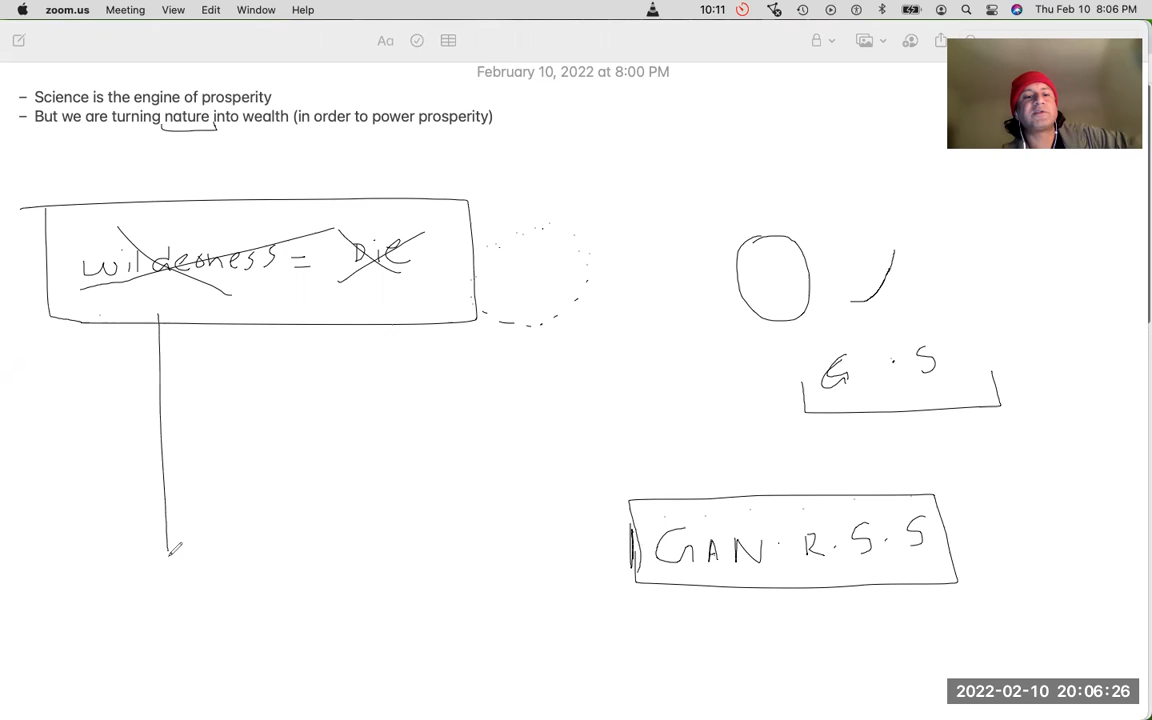 zoom.us Meeting View Edit Window Help 10:11 Thu Feb 10 8:06 PM
Aa
February 10, 2022 at 8:00 PM
– Science is the engine of prosperity
– But we are turning nature into wealth (in order to power prosperity)
wilderness = Die
G . S
GAN . R . S . S
2022-02-10 20:06:26